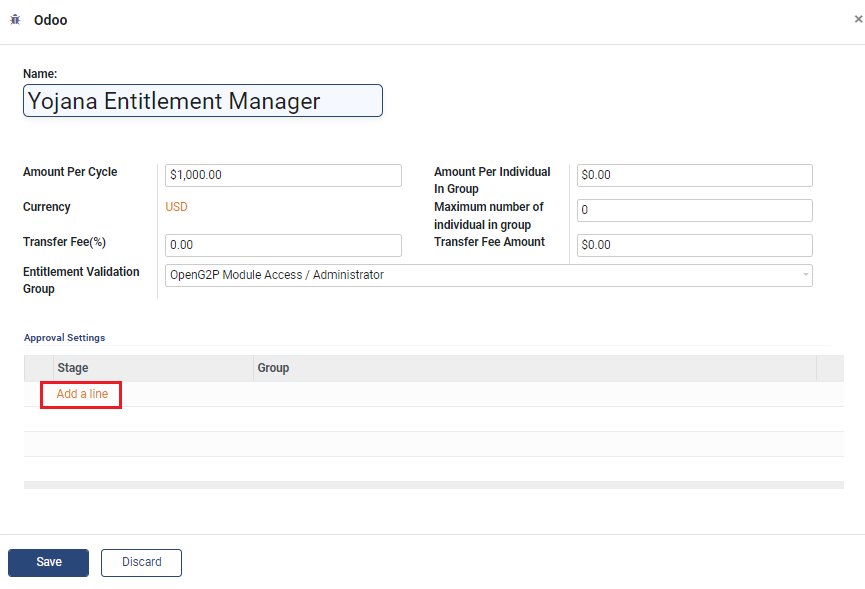 Odoo
×
Name:
Yojana Entitlement Manager
Amount Per Cycle
$1,000.00
Amount Per Individual
In Group
$0.00
Currency
USD
Maximum number of
individual in group
0
Transfer Fee(%)
0.00
Transfer Fee Amount
$0.00
Entitlement Validation
Group
OpenG2P Module Access / Administrator
Approval Settings
Stage Group
Add a line
Save Discard